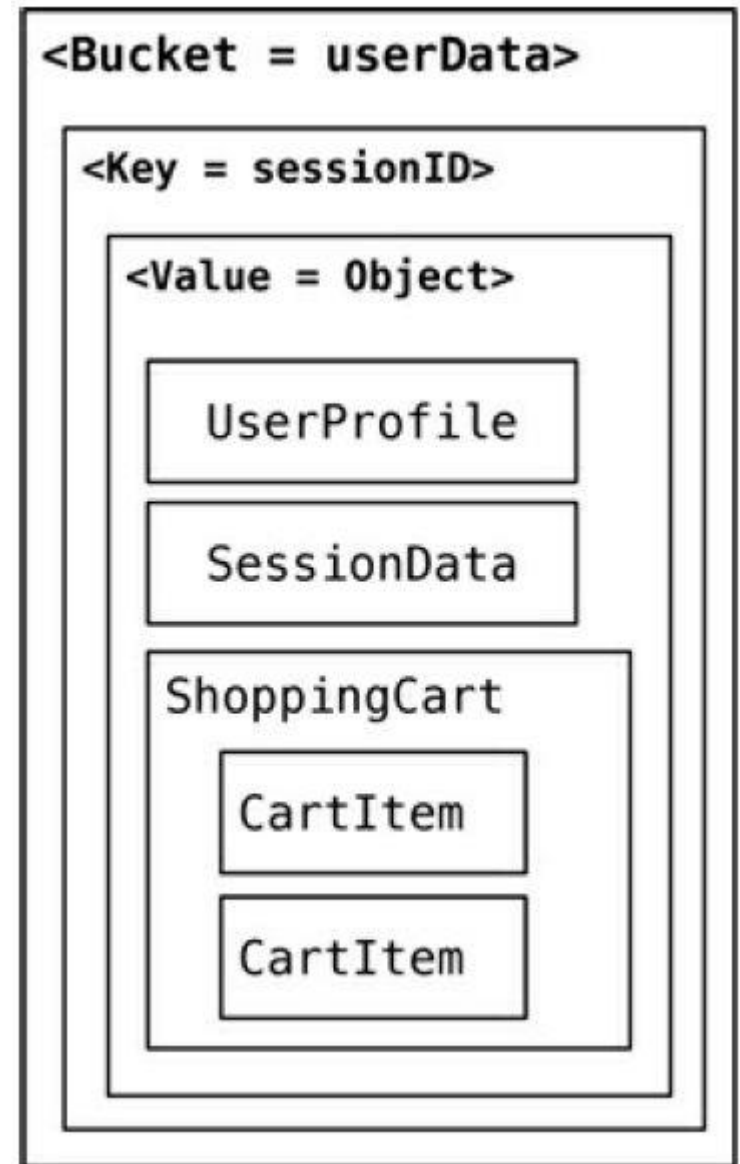 <Bucket = userData>
<Key = sessionID>
<Value = Object>
UserProfile
SessionData
ShoppingCart
CartItem
CartItem